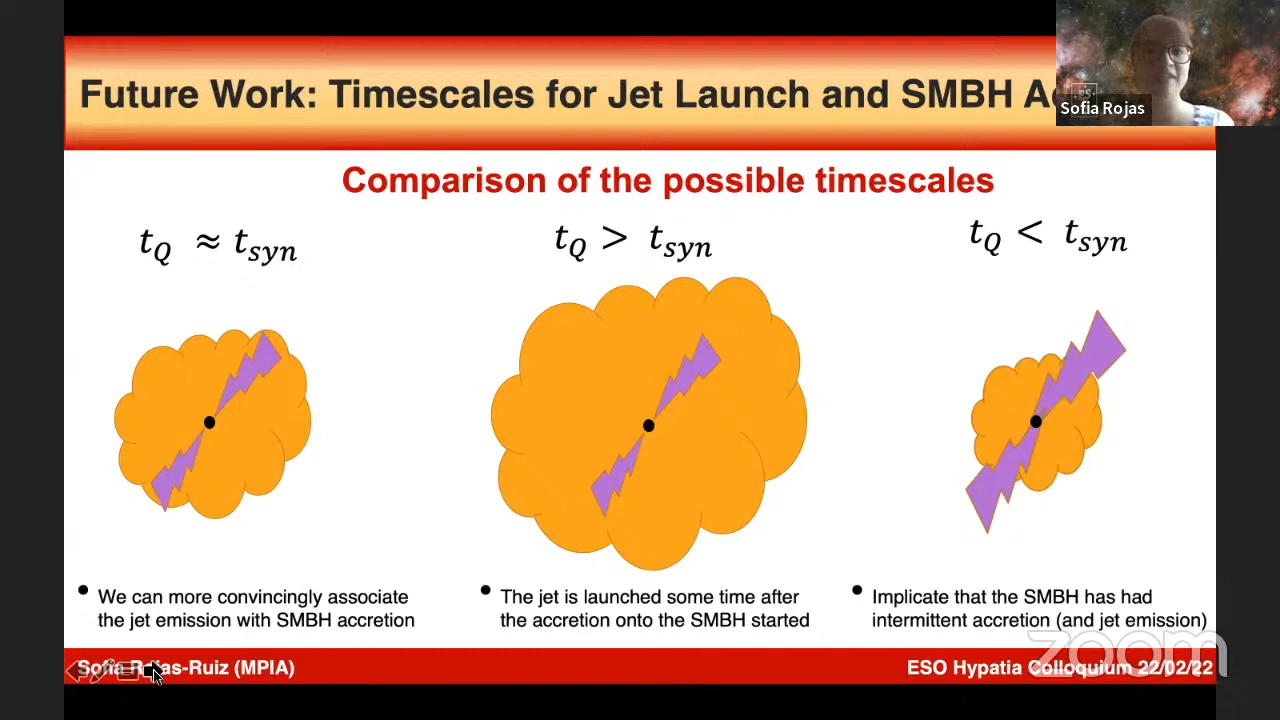 Future Work: Timescales for Jet Launch and SMBH
Sofia Rojas
Comparison of the possible timescales
t_Q ≈ t_syn
t_Q > t_syn
t_Q < t_syn
• We can more convincingly associate
the jet emission with SMBH accretion
• The jet is launched some time after
the accretion onto the SMBH started
• Implicate that the SMBH has had
intermittent accretion (and jet emission)
zoom
Sofia Rojas-Ruiz (MPIA)
ESO Hypatia Colloquium 22/02/22